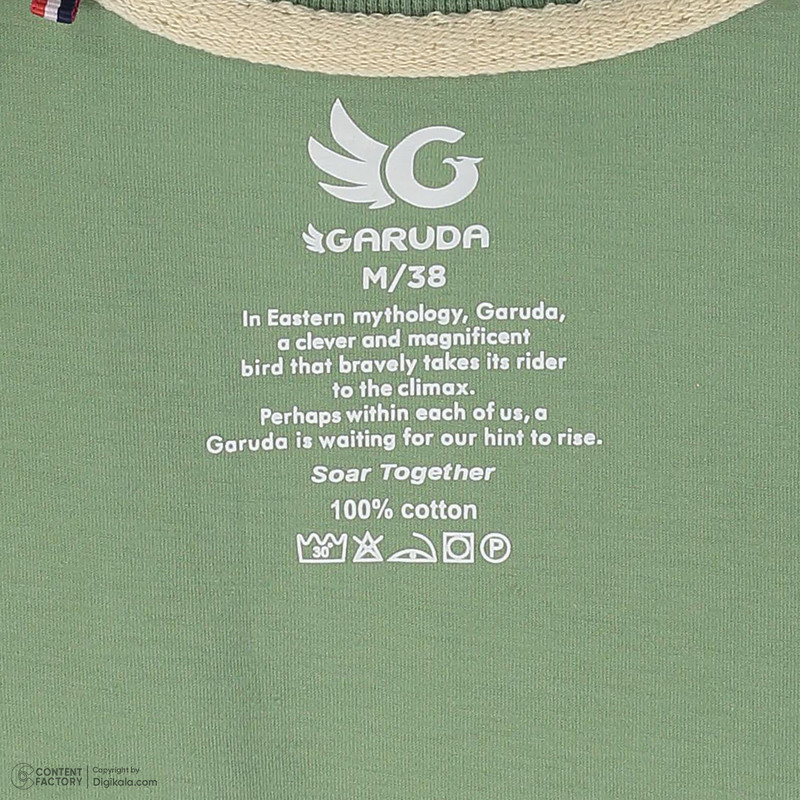 G
GARUDA
M/38
In Eastern mythology, Garuda,
a clever and magnificent
bird that bravely takes its rider
to the climax.
Perhaps within each of us, a
Garuda is waiting for our hint to rise.
Soar Together
100% cotton
30° P
CONTENT FACTORY
Copyright by
Digikala.com